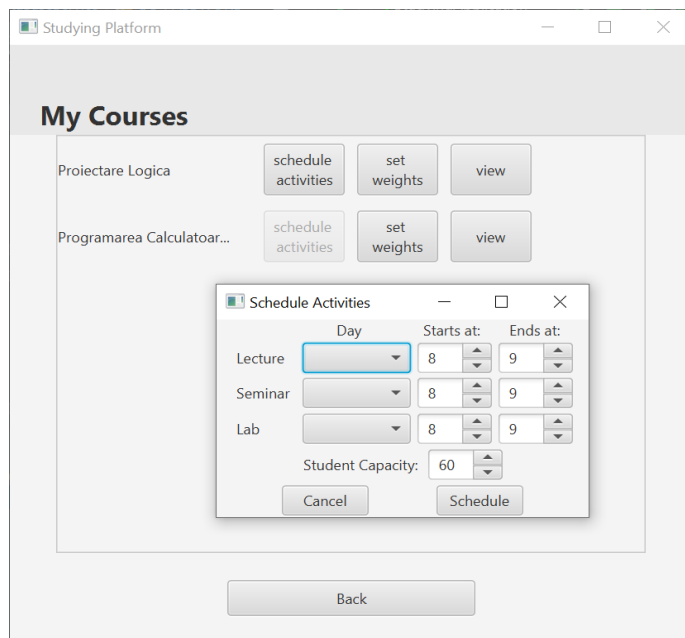 Studying Platform
My Courses
Proiectare Logica
schedule
activities
set
weights
view
Programarea Calculatoar...
schedule
activities
set
weights
view
Schedule Activities
Day Starts at: Ends at:
Lecture 8 9
Seminar 8 9
Lab 8 9
Student Capacity: 60
Cancel Schedule
Back